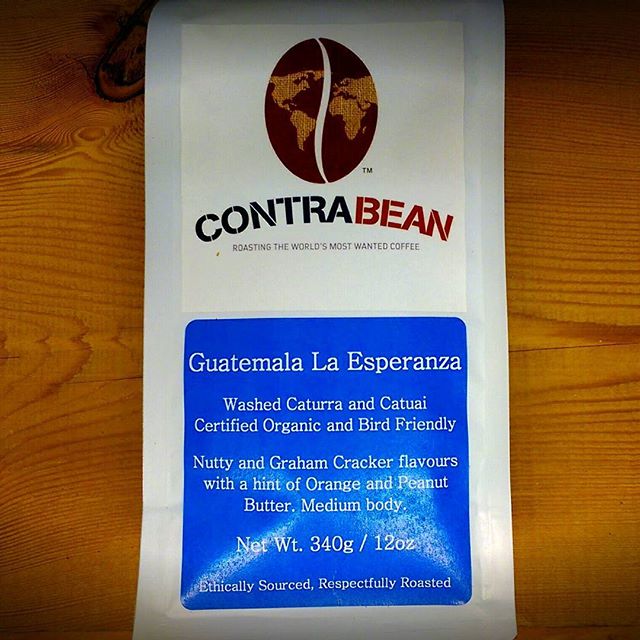 TM
CONTRABEAN
ROASTING THE WORLD'S MOST WANTED COFFEE
Guatemala La Esperanza
Washed Caturra and Catuai
Certified Organic and Bird Friendly
Nutty and Graham Cracker flavours
with a hint of Orange and Peanut
Butter. Medium body.
Net Wt. 340g / 12oz
Ethically Sourced, Respectfully Roasted